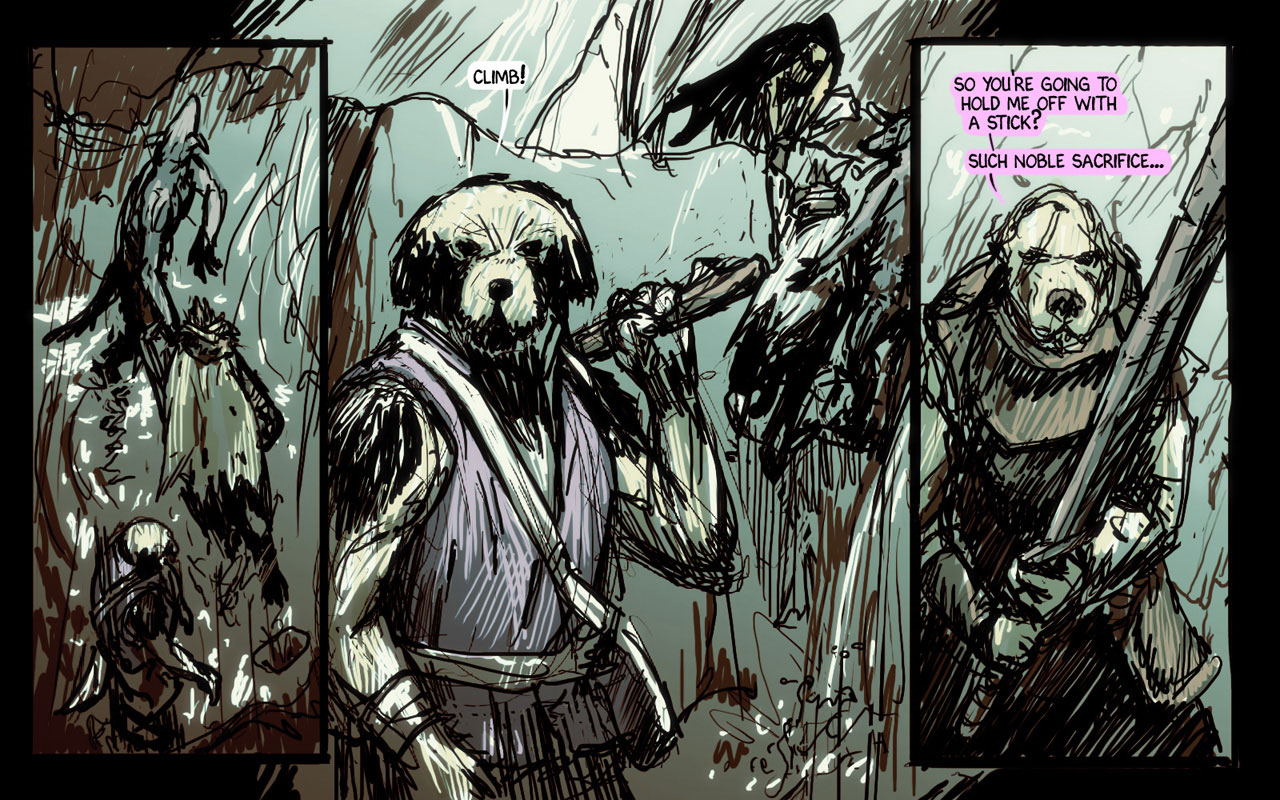 CLIMB!
SO YOU'RE GOING TO
HOLD ME OFF WITH
A STICK?
SUCH NOBLE SACRIFICE...